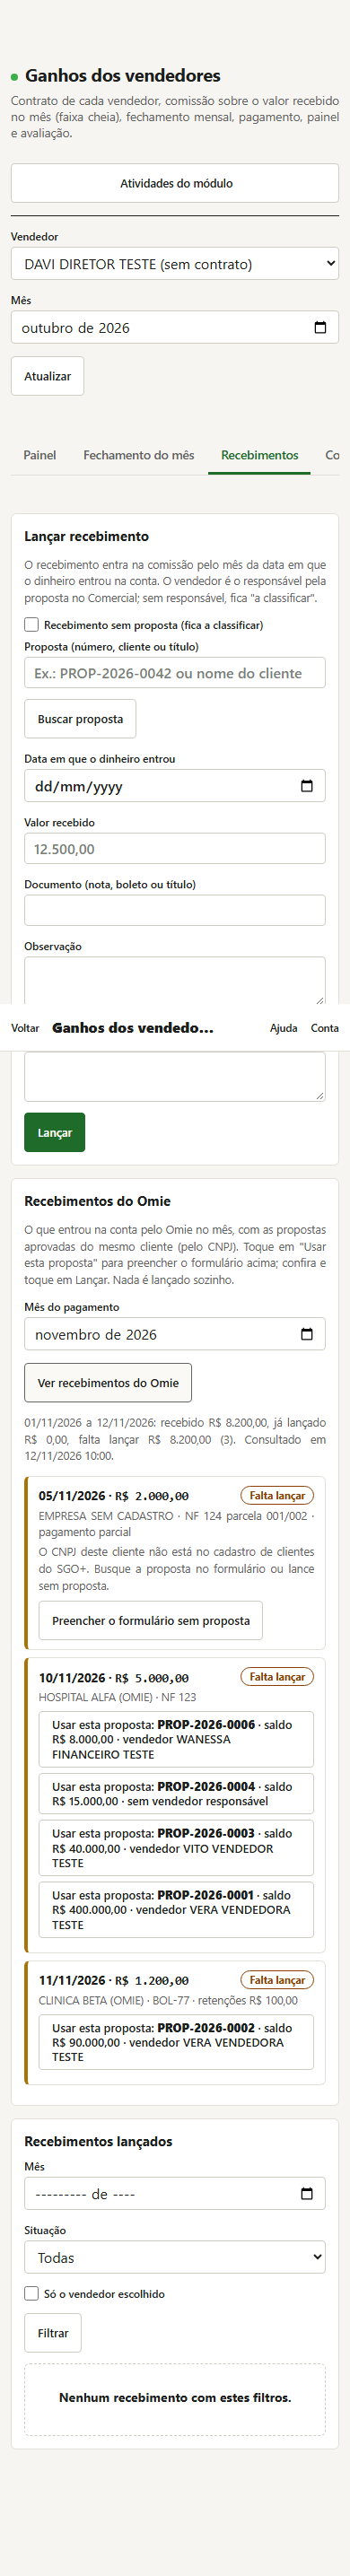 Ganhos dos vendedores
Contrato de cada vendedor, comissão sobre o valor recebido
no mês (faixa cheia), fechamento mensal, pagamento, painel
e avaliação.
Atividades do módulo
Vendedor
DAVI DIRETOR TESTE (sem contrato)
Mês
outubro de 2026
Atualizar
Painel Fechamento do mês Recebimentos Co
Lançar recebimento
O recebimento entra na comissão pelo mês da data em que
o dinheiro entrou na conta. O vendedor é o responsável pela
proposta no Comercial; sem responsável, fica "a classificar".
Recebimento sem proposta (fica a classificar)
Proposta (número, cliente ou título)
Ex.: PROP-2026-0042 ou nome do cliente
Buscar proposta
Data em que o dinheiro entrou
dd/mm/yyyy
Valor recebido
12.500,00
Documento (nota, boleto ou título)
Observação
Voltar Ganhos dos vendedo... Ajuda Conta
Lançar
Recebimentos do Omie
O que entrou na conta pelo Omie no mês, com as propostas
aprovadas do mesmo cliente (pelo CNPJ). Toque em "Usar
esta proposta" para preencher o formulário acima; confira e
toque em Lançar. Nada é lançado sozinho.
Mês do pagamento
novembro de 2026
Ver recebimentos do Omie
01/11/2026 a 12/11/2026: recebido R$ 8.200,00, já lançado
R$ 0,00, falta lançar R$ 8.200,00 (3). Consultado em
12/11/2026 10:00.
05/11/2026 · R$ 2.000,00 Falta lançar
EMPRESA SEM CADASTRO · NF 124 parcela 001/002 ·
pagamento parcial
O CNPJ deste cliente não está no cadastro de clientes
do SGO+. Busque a proposta no formulário ou lance
sem proposta.
Preencher o formulário sem proposta
10/11/2026 · R$ 5.000,00 Falta lançar
HOSPITAL ALFA (OMIE) · NF 123
Usar esta proposta: PROP-2026-0006 · saldo
R$ 8.000,00 · vendedor WANESSA
FINANCEIRO TESTE
Usar esta proposta: PROP-2026-0004 · saldo
R$ 15.000,00 · sem vendedor responsável
Usar esta proposta: PROP-2026-0003 · saldo
R$ 40.000,00 · vendedor VITO VENDEDOR
TESTE
Usar esta proposta: PROP-2026-0001 · saldo
R$ 400.000,00 · vendedor VERA VENDEDORA
TESTE
11/11/2026 · R$ 1.200,00 Falta lançar
CLINICA BETA (OMIE) · BOL-77 · retenções R$ 100,00
Usar esta proposta: PROP-2026-0002 · saldo
R$ 90.000,00 · vendedor VERA VENDEDORA
TESTE
Recebimentos lançados
Mês
--------- de ----
Situação
Todas
Só o vendedor escolhido
Filtrar
Nenhum recebimento com estes filtros.